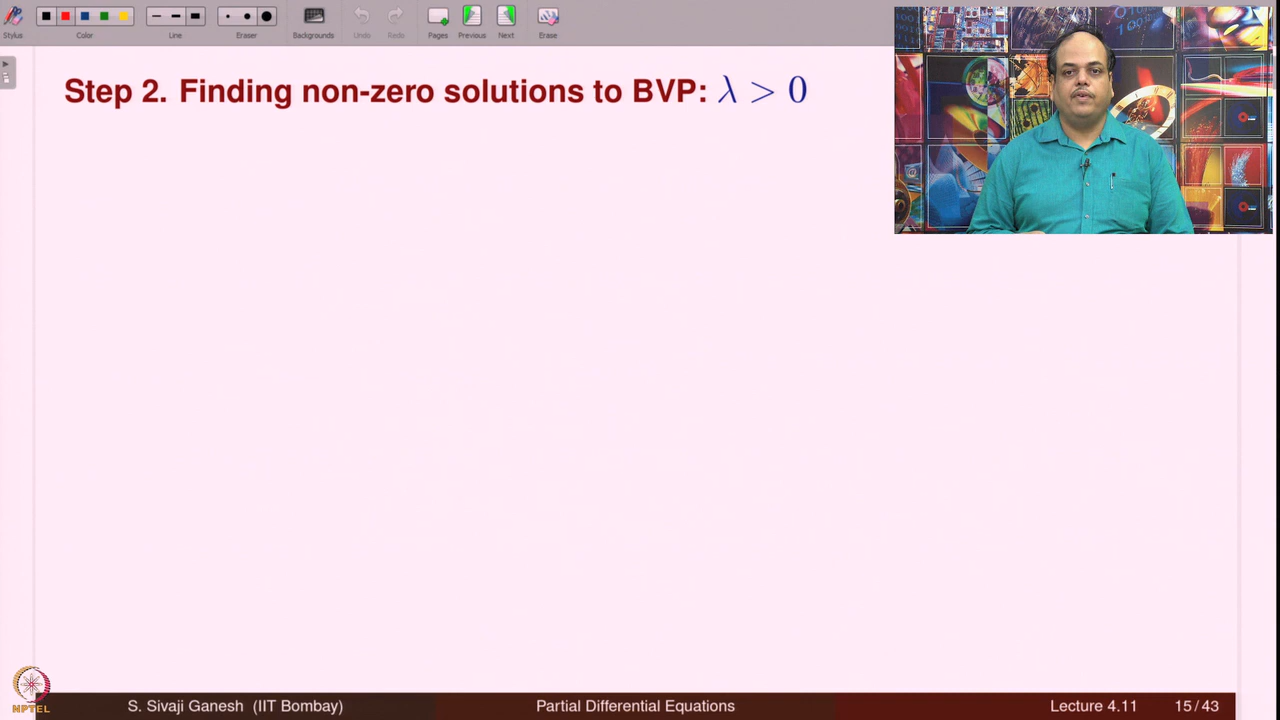 Stylus
Color
Line
Eraser
Backgrounds
Undo
Redo
Pages
Previous
Next
Erase
Step 2. Finding non-zero solutions to BVP: λ > 0
NPTEL
S. Sivaji Ganesh (IIT Bombay)
Partial Differential Equations
Lecture 4.11
15/43